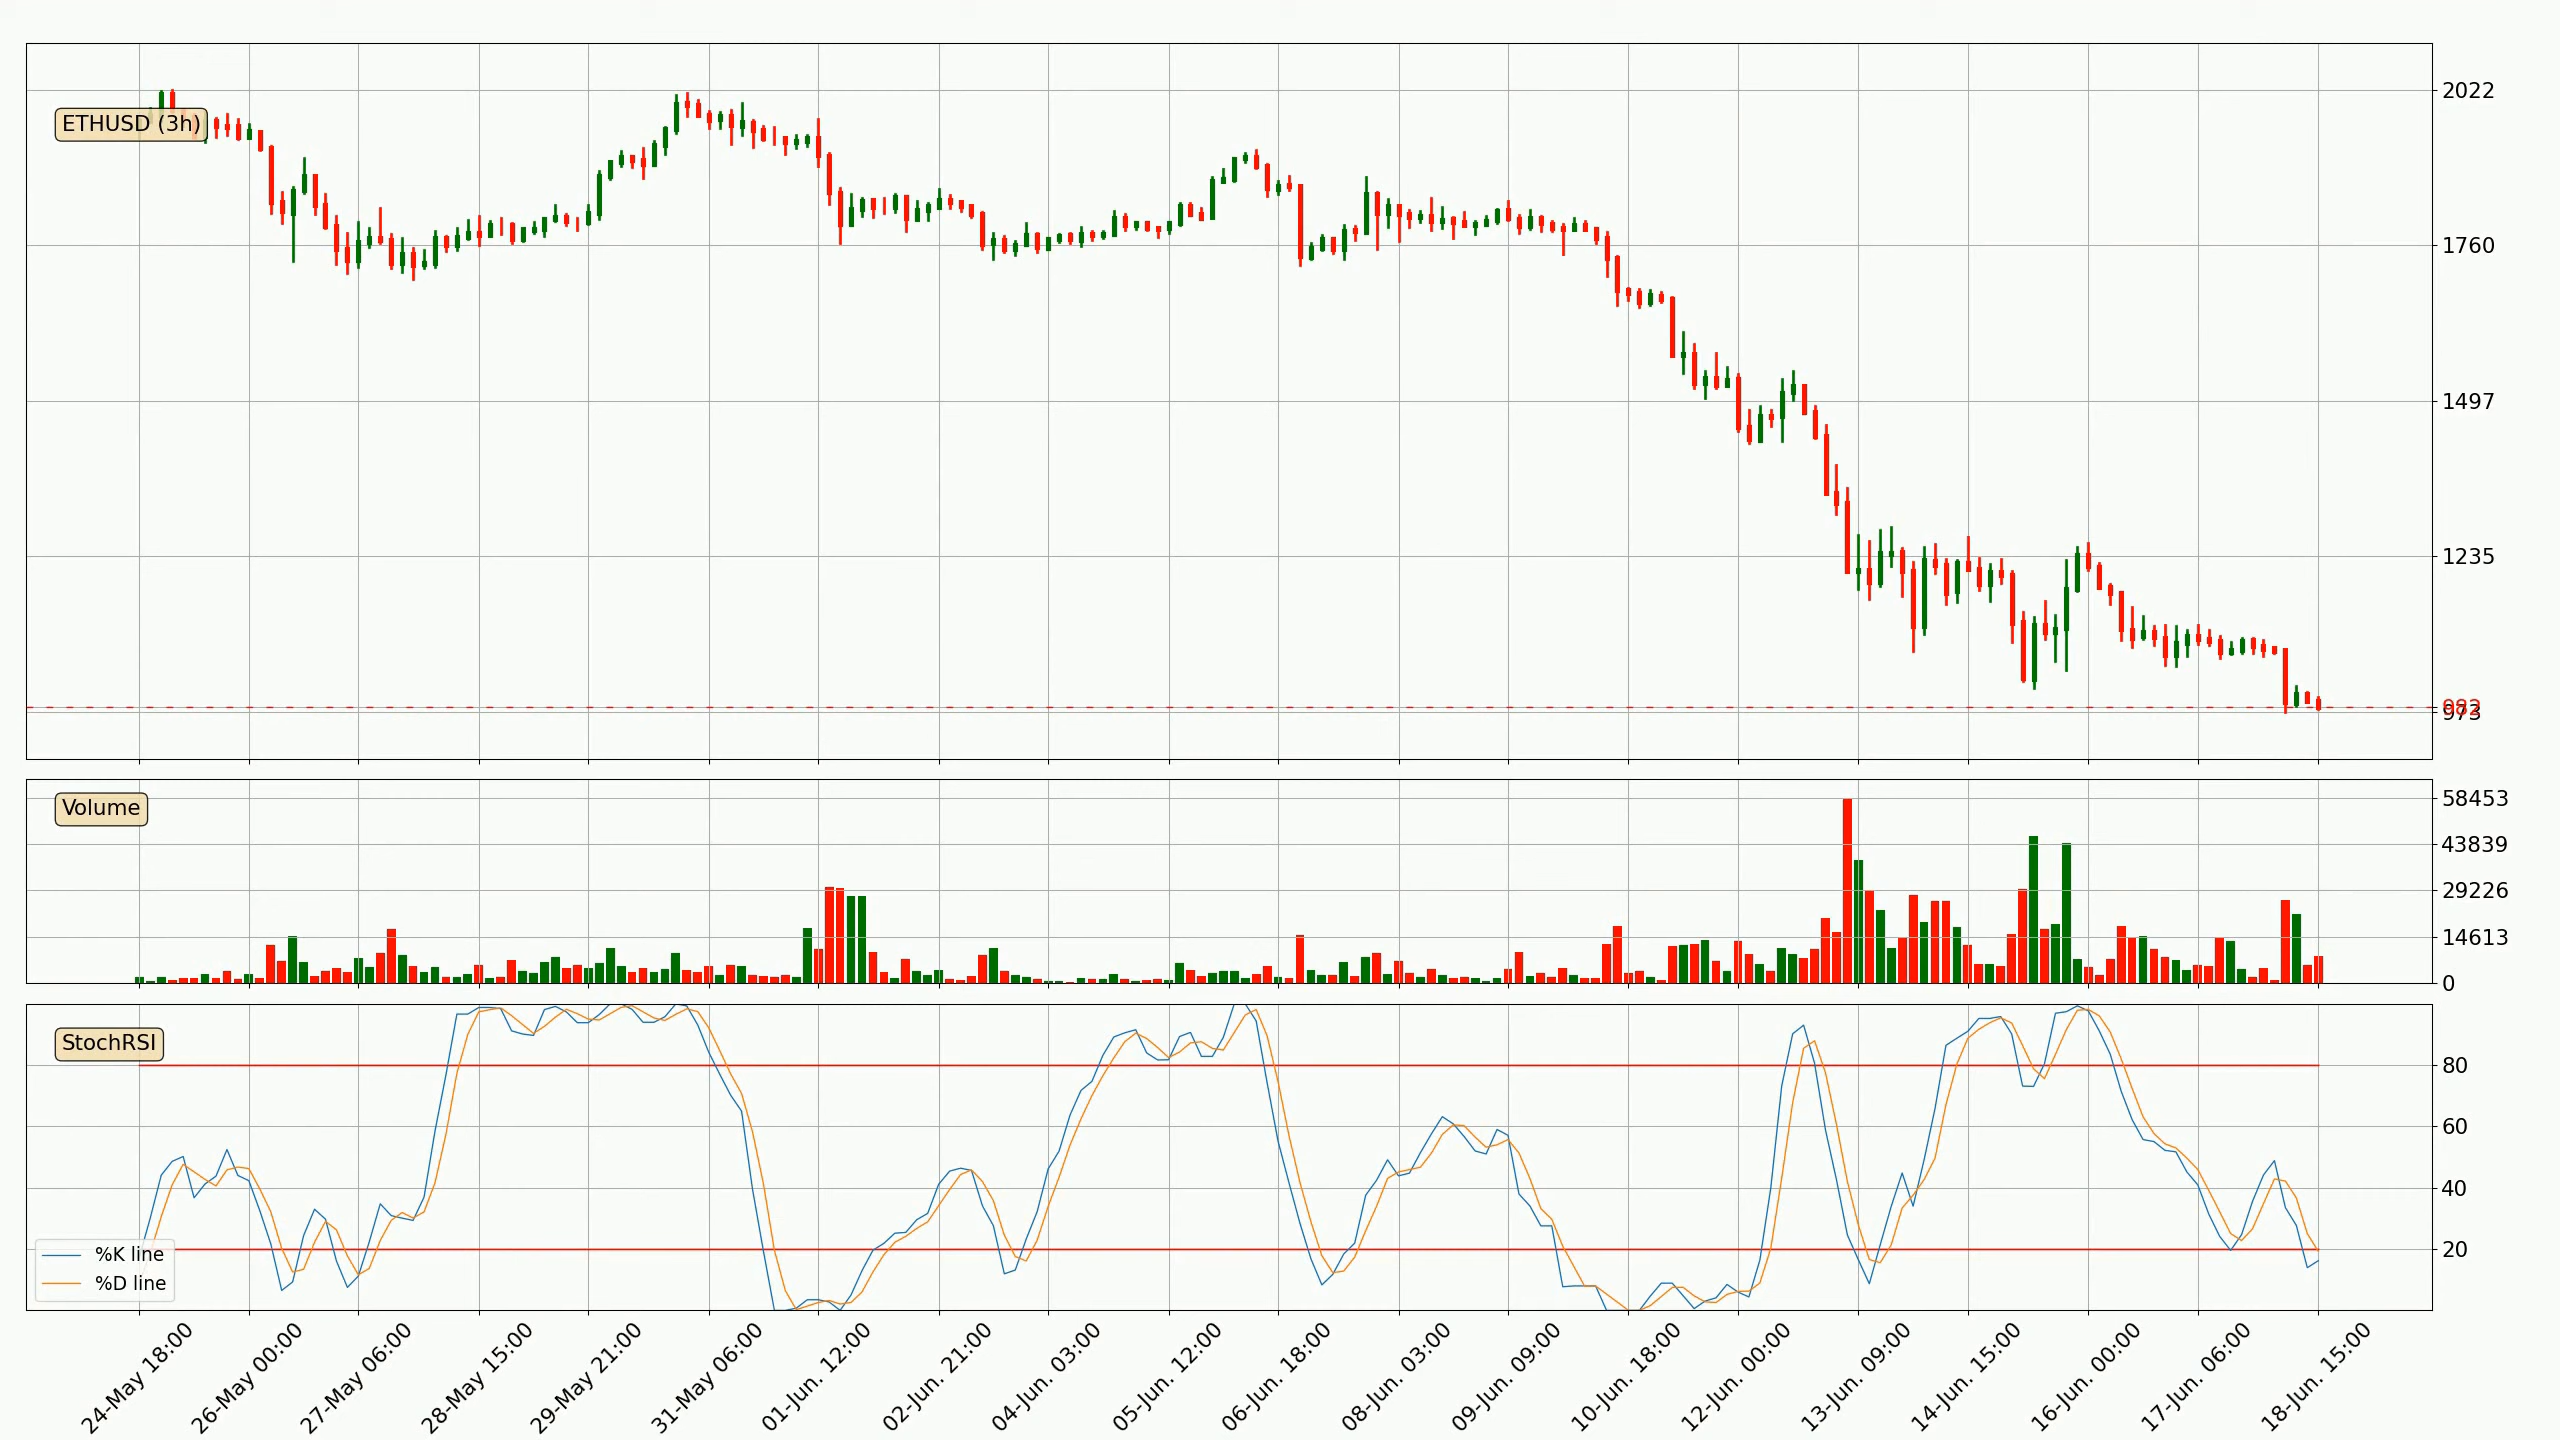 ETHUSD (3h)
2022
1760
1497
1235
982
973
Volume
58453
43839
29226
14613
0
StochRSI
80
60
40
20
%K line
%D line
24-May 18:00
26-May 00:00
27-May 06:00
28-May 15:00
29-May 21:00
31-May 06:00
01-Jun. 12:00
02-Jun. 21:00
04-Jun. 03:00
05-Jun. 12:00
06-Jun. 18:00
08-Jun. 03:00
09-Jun. 09:00
10-Jun. 18:00
12-Jun. 00:00
13-Jun. 09:00
14-Jun. 15:00
16-Jun. 00:00
17-Jun. 06:00
18-Jun. 15:00